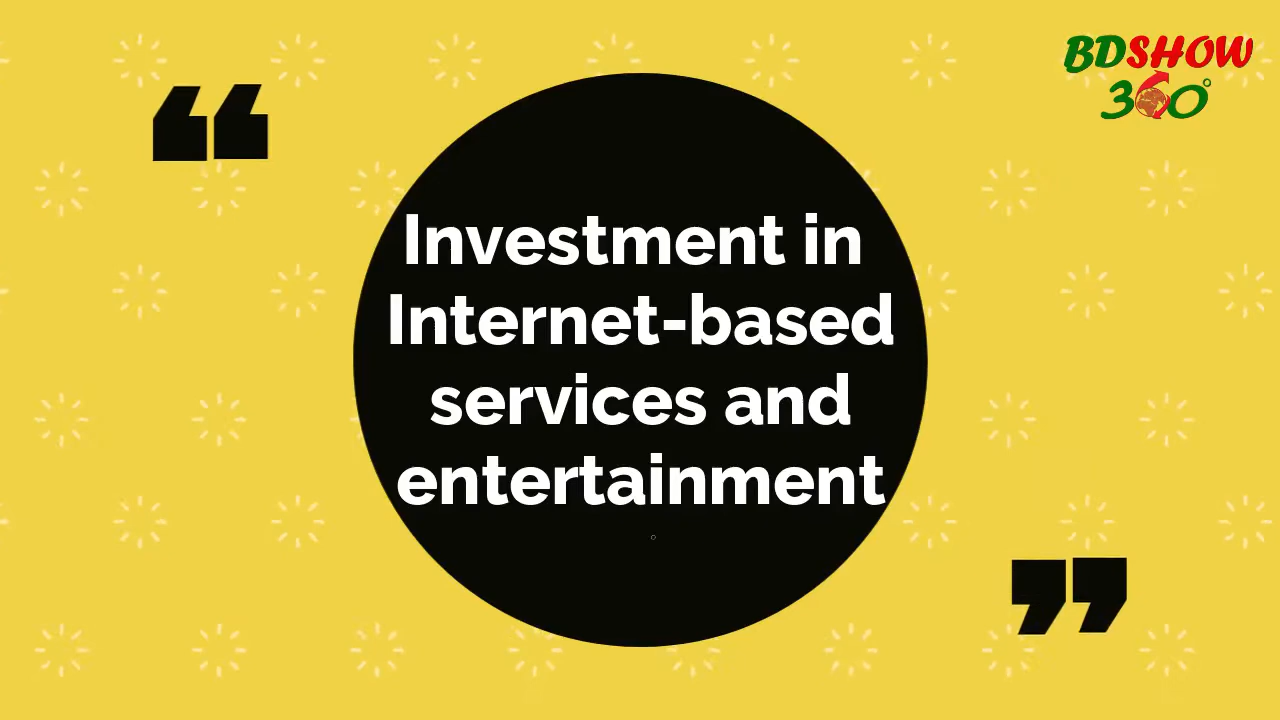 BDSHOW
360°
“
Investment in
Internet-based
services and
entertainment
”